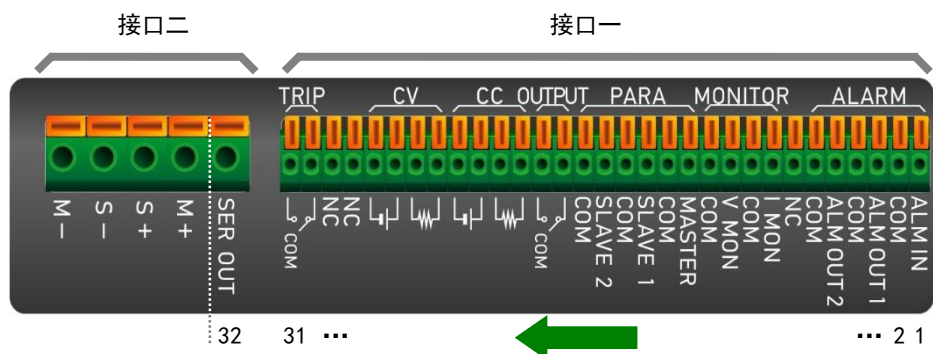 接口二 接口一
TRIP CV CC OUTPUT PARA MONITOR ALARM
M-
S-
S+
M+
SER OUT
COM
NC
NC
COM
COM
SLAVE 2
COM
SLAVE 1
COM
MASTER
COM
V MON
COM
I MON
NC
COM
ALM OUT 2
COM
ALM OUT 1
COM
ALM IN
32 31 ··· ··· 2 1